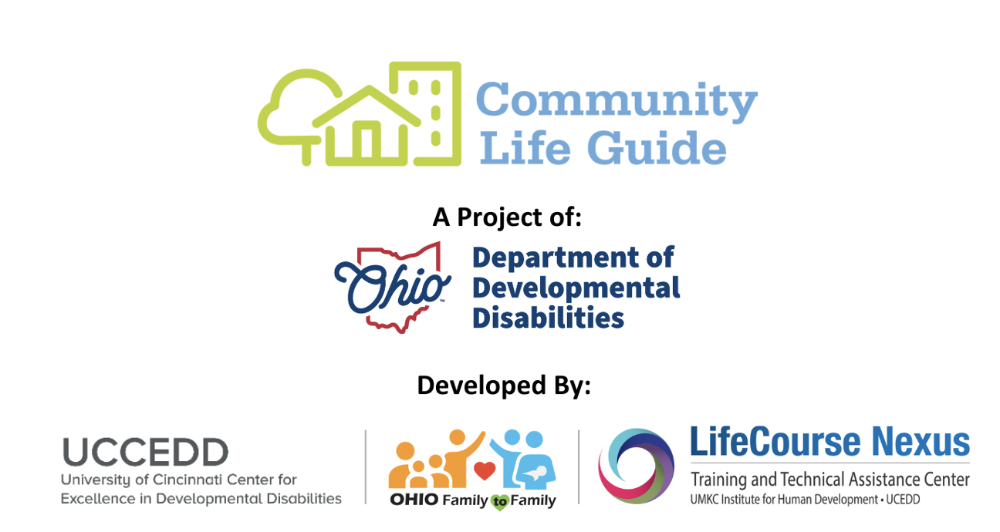 Community
Life Guide
A Project of:
Ohio™
Department of
Developmental
Disabilities
Developed By:
UCCEDD
University of Cincinnati Center for
Excellence in Developmental Disabilities
OHIO Family to Family
LifeCourse Nexus
Training and Technical Assistance Center
UMKC Institute for Human Development • UCEDD